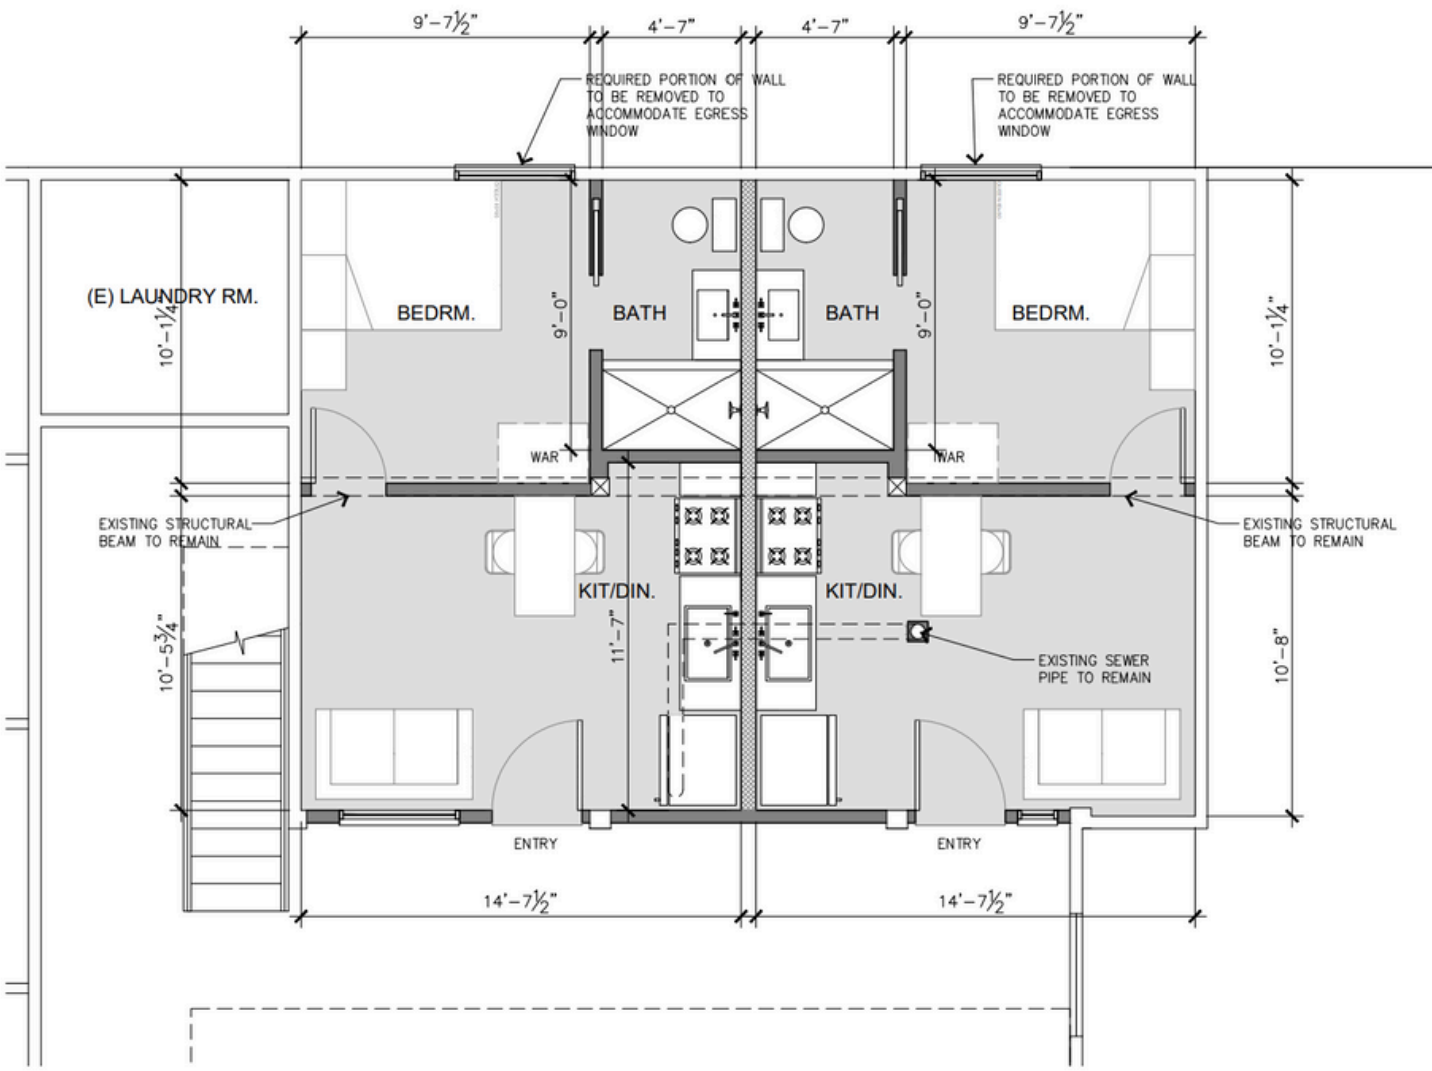 9'-7½"
4'-7"
4'-7"
9'-7½"
REQUIRED PORTION OF WALL
TO BE REMOVED TO
ACCOMMODATE EGRESS
WINDOW
REQUIRED PORTION OF WALL
TO BE REMOVED TO
ACCOMMODATE EGRESS
WINDOW
(E) LAUNDRY RM.
10'-1¼"
BEDRM.
9'-0"
BATH
BATH
9'-0"
BEDRM.
10'-1¼"
WAR
WAR
EXISTING STRUCTURAL
BEAM TO REMAIN
EXISTING STRUCTURAL
BEAM TO REMAIN
KIT/DIN.
KIT/DIN.
10'-5¾"
11'-7"
EXISTING SEWER
PIPE TO REMAIN
10'-8"
ENTRY
ENTRY
14'-7½"
14'-7½"